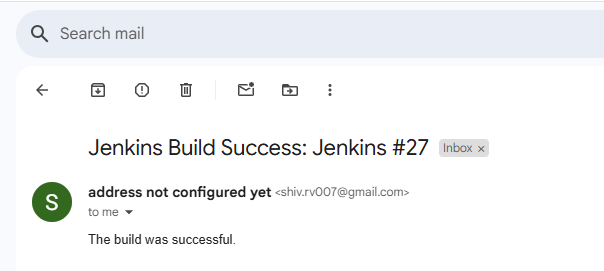 Search mail
Jenkins Build Success: Jenkins #27 Inbox ×
S address not configured yet <shiv.rv007@gmail.com>
to me
The build was successful.